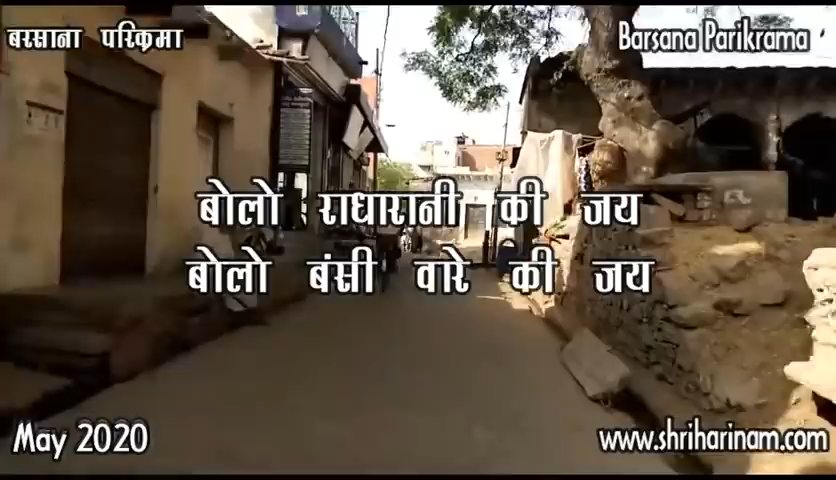 बरसाना परिक्रमा
Barsana Parikrama
बोलो राधारानी की जय
बोलो बंसी वारे की जय
May 2020
www.shriharinam.com